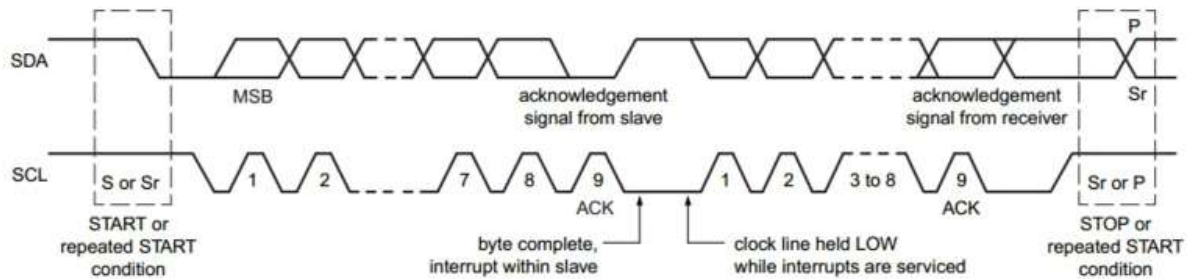 P
SDA
MSB
acknowledgement
signal from slave
acknowledgement
signal from receiver
Sr
SCL
S or Sr
1
2
7
8
9
1
2
3 to 8
9
Sr or P
ACK
ACK
START or
repeated START
condition
byte complete,
interrupt within slave
clock line held LOW
while interrupts are serviced
STOP or
repeated START
condition